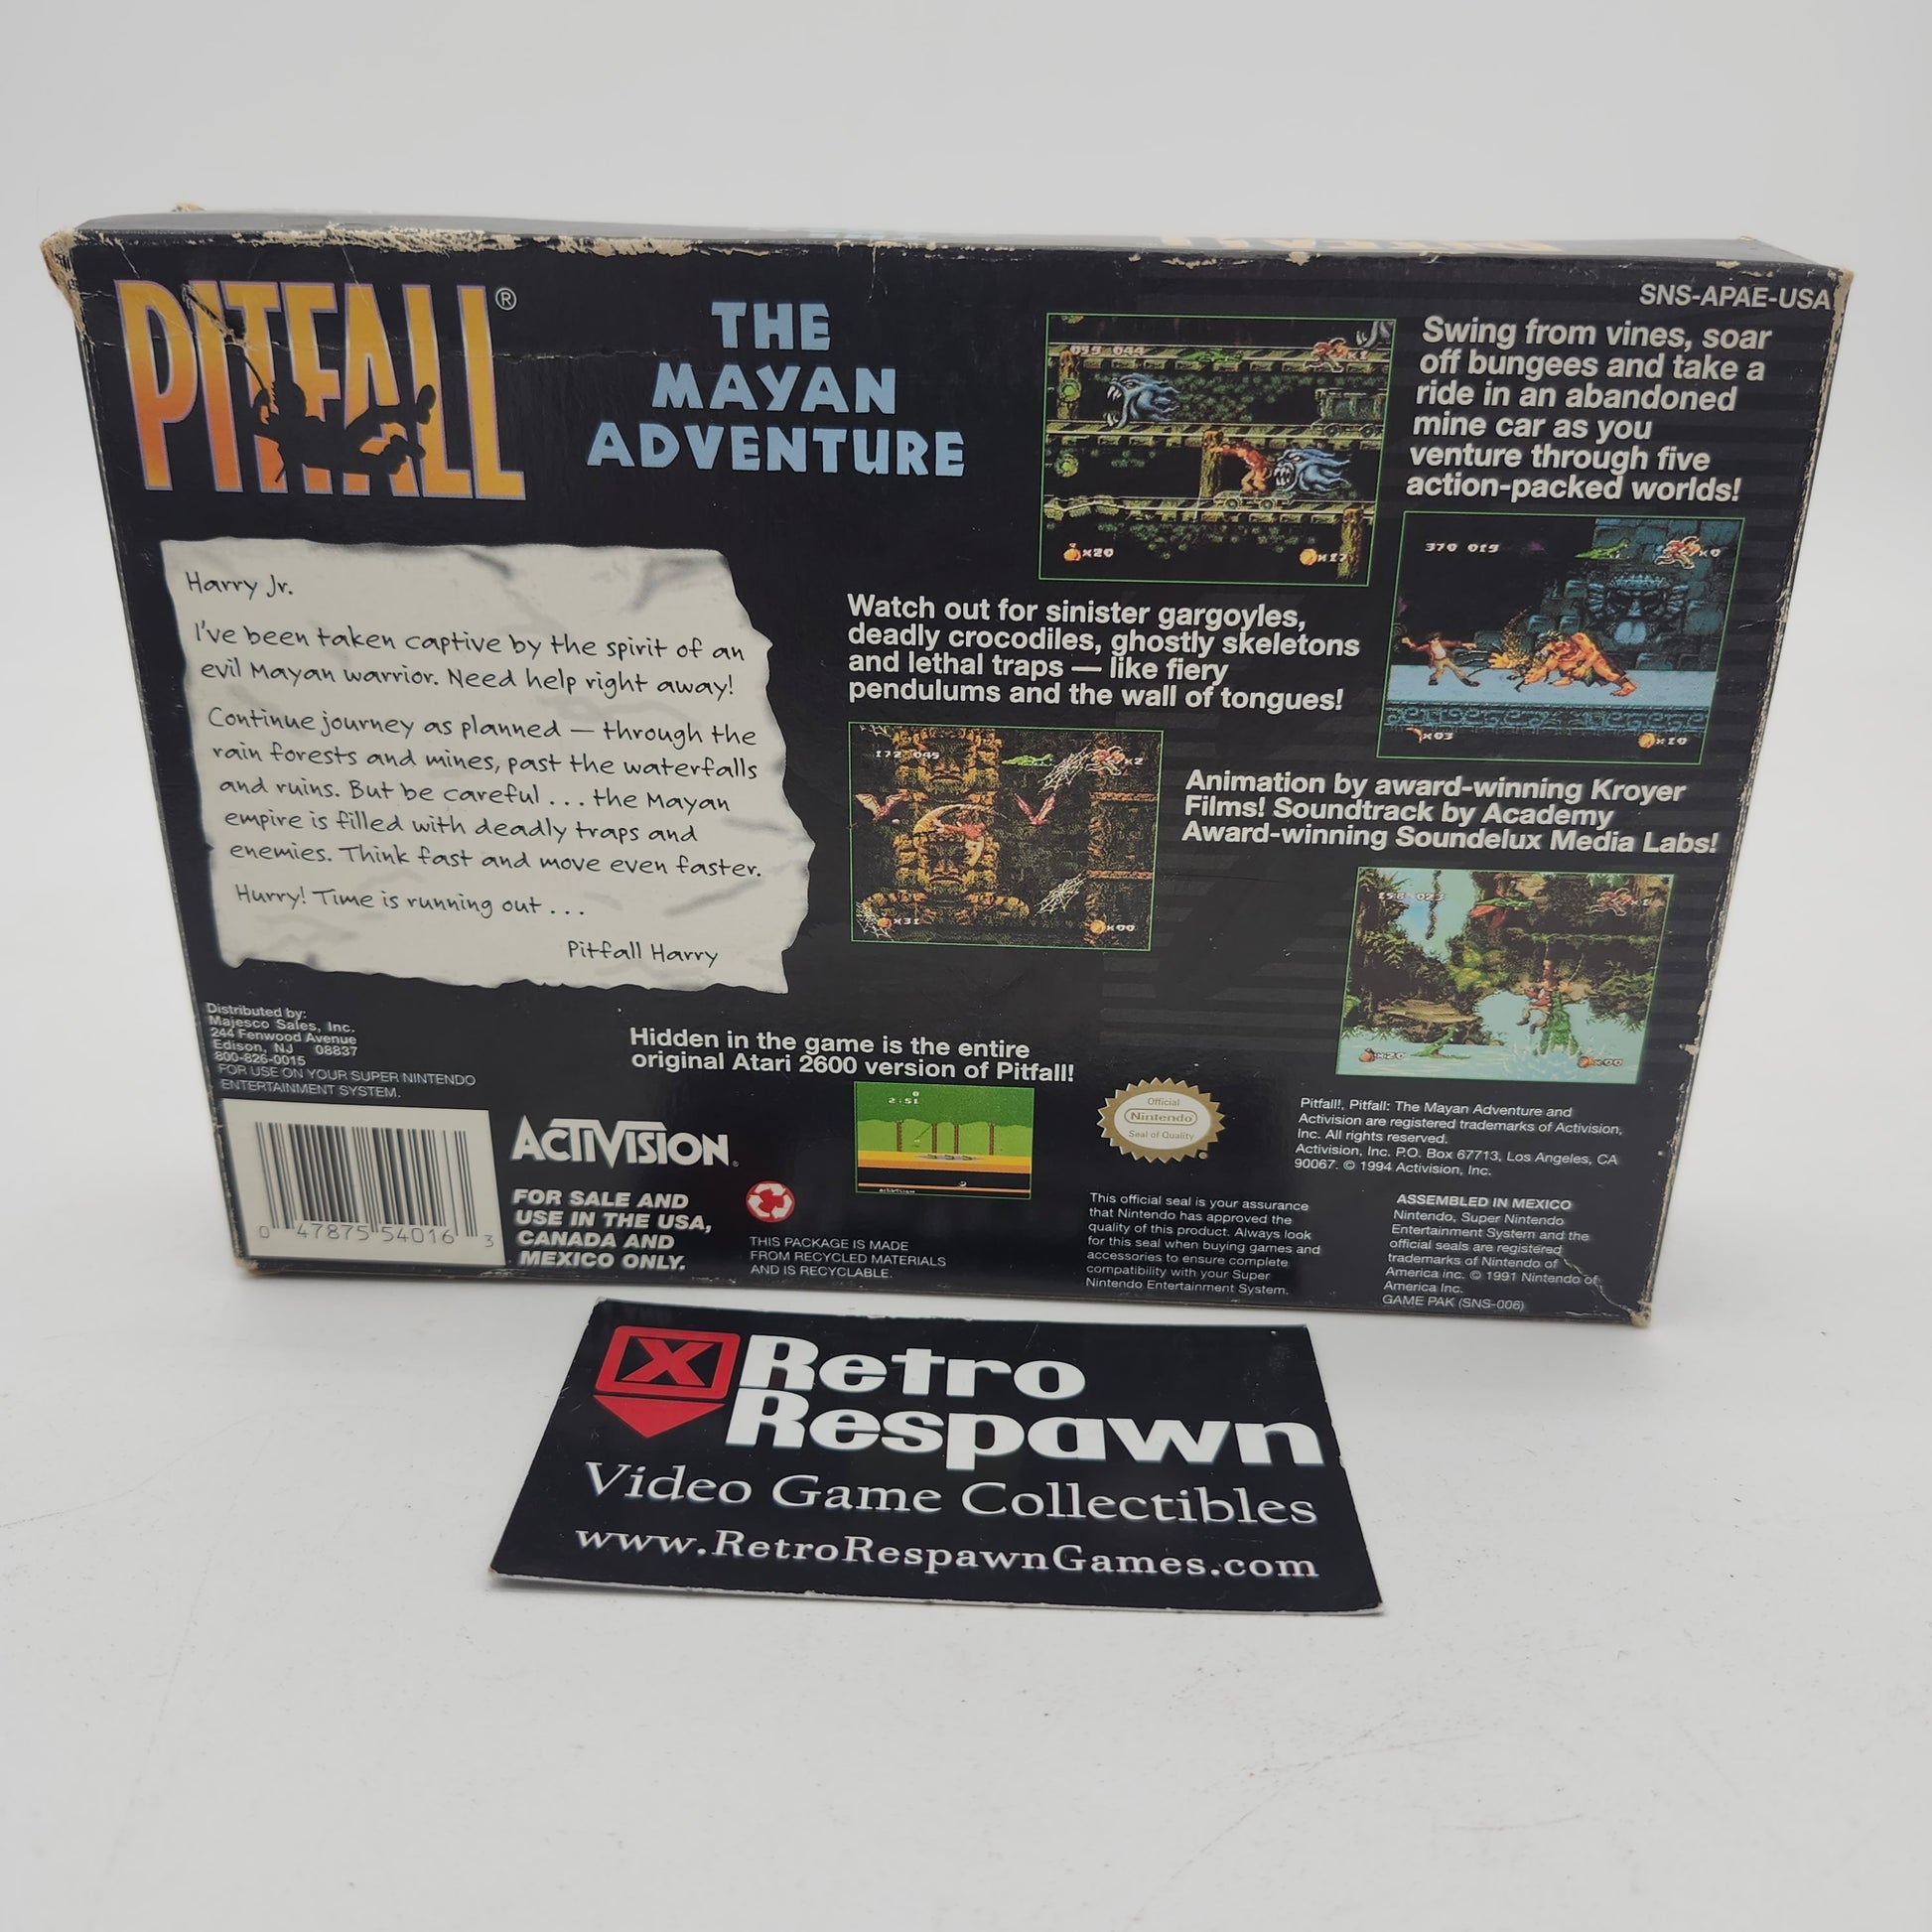 PITFALL®
THE
MAYAN
ADVENTURE
SNS-APAE-USA
Swing from vines, soar
off bungees and take a
ride in an abandoned
mine car as you
venture through five
action-packed worlds!
Harry Jr.
I've been taken captive by the spirit of an
evil Mayan warrior. Need help right away!
Continue journey as planned — through the
rain forests and mines, past the waterfalls
and ruins. But be careful . . . the Mayan
empire is filled with deadly traps and
enemies. Think fast and move even faster.
Hurry! Time is running out . . .
Pitfall Harry
Watch out for sinister gargoyles,
deadly crocodiles, ghostly skeletons
and lethal traps — like fiery
pendulums and the wall of tongues!
Animation by award-winning Kroyer
Films! Soundtrack by Academy
Award-winning Soundelux Media Labs!
Distributed by:
Majesco Sales, Inc.
244 Fenwood Avenue
Edison, NJ 08837
800-826-0015
FOR USE ON YOUR SUPER NINTENDO
ENTERTAINMENT SYSTEM.
0 47875 54016 3
ACTIVISION.
FOR SALE AND
USE IN THE USA,
CANADA AND
MEXICO ONLY.
Hidden in the game is the entire
original Atari 2600 version of Pitfall!
2:51
THIS PACKAGE IS MADE
FROM RECYCLED MATERIALS
AND IS RECYCLABLE.
Official
Nintendo
Seal of Quality
This official seal is your assurance
that Nintendo has approved the
quality of this product. Always look
for this seal when buying games and
accessories to ensure complete
compatibility with your Super
Nintendo Entertainment System.
Pitfall!, Pitfall: The Mayan Adventure and
Activision are registered trademarks of Activision,
Inc. All rights reserved.
Activision, Inc. P.O. Box 67713, Los Angeles, CA
90067. © 1994 Activision, Inc.
ASSEMBLED IN MEXICO
Nintendo, Super Nintendo
Entertainment System and the
official seals are registered
trademarks of Nintendo of
America inc. © 1991 Nintendo of
America Inc.
GAME PAK (SNS-006)
X Retro
Respawn
Video Game Collectibles
www.RetroRespawnGames.com